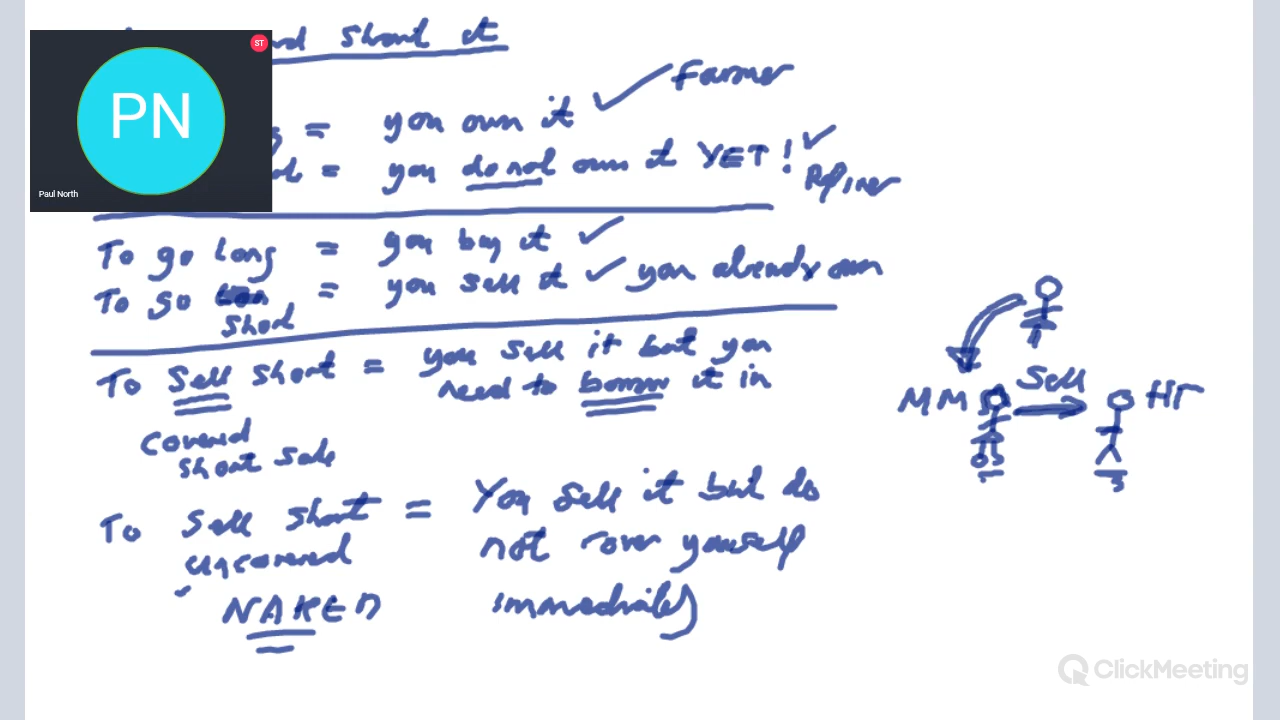 short it
ST
PN
Paul North
= you own it ✓ Farmer
= you do not own it YET! ✓
Refiner
To go long = you buy it ✓
To go = you sell it ✓ you already own
short
To sell short = you sell it but you
need to borrow it in
covered
short sale
Sell
MM HF
To sell short = You sell it but do
uncovered not cover yourself
NAKED immediately
ClickMeeting